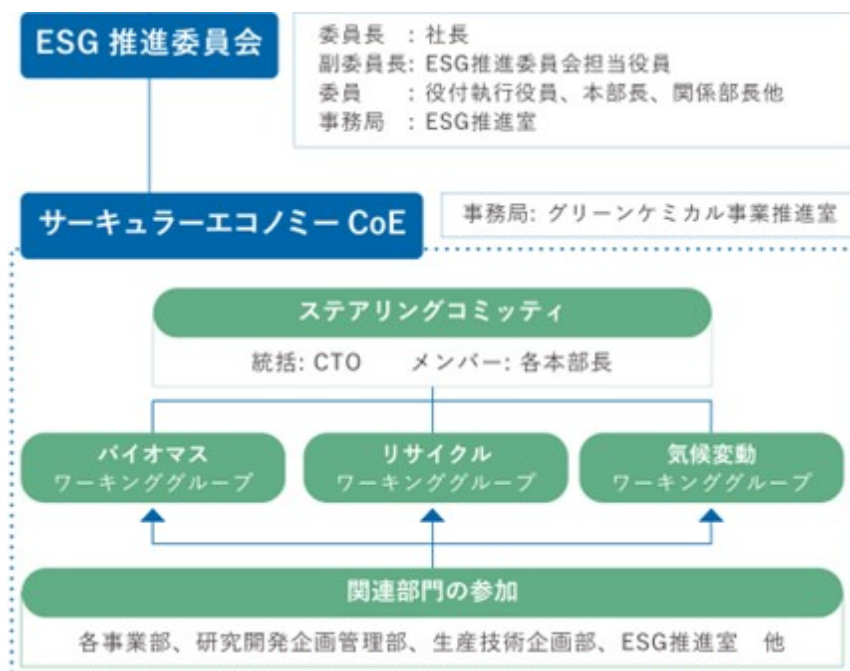 ESG 推進委員会
委員長 : 社長
副委員長: ESG推進委員会担当役員
委員 : 役付執行役員、本部長、関係部長他
事務局 : ESG推進室
サーキュラーエコノミー CoE
事務局: グリーンケミカル事業推進室
ステアリングコミッティ
統括: CTO メンバー: 各本部長
バイオマス
ワーキンググループ
リサイクル
ワーキンググループ
気候変動
ワーキンググループ
関連部門の参加
各事業部、研究開発企画管理部、生産技術企画部、ESG推進室 他